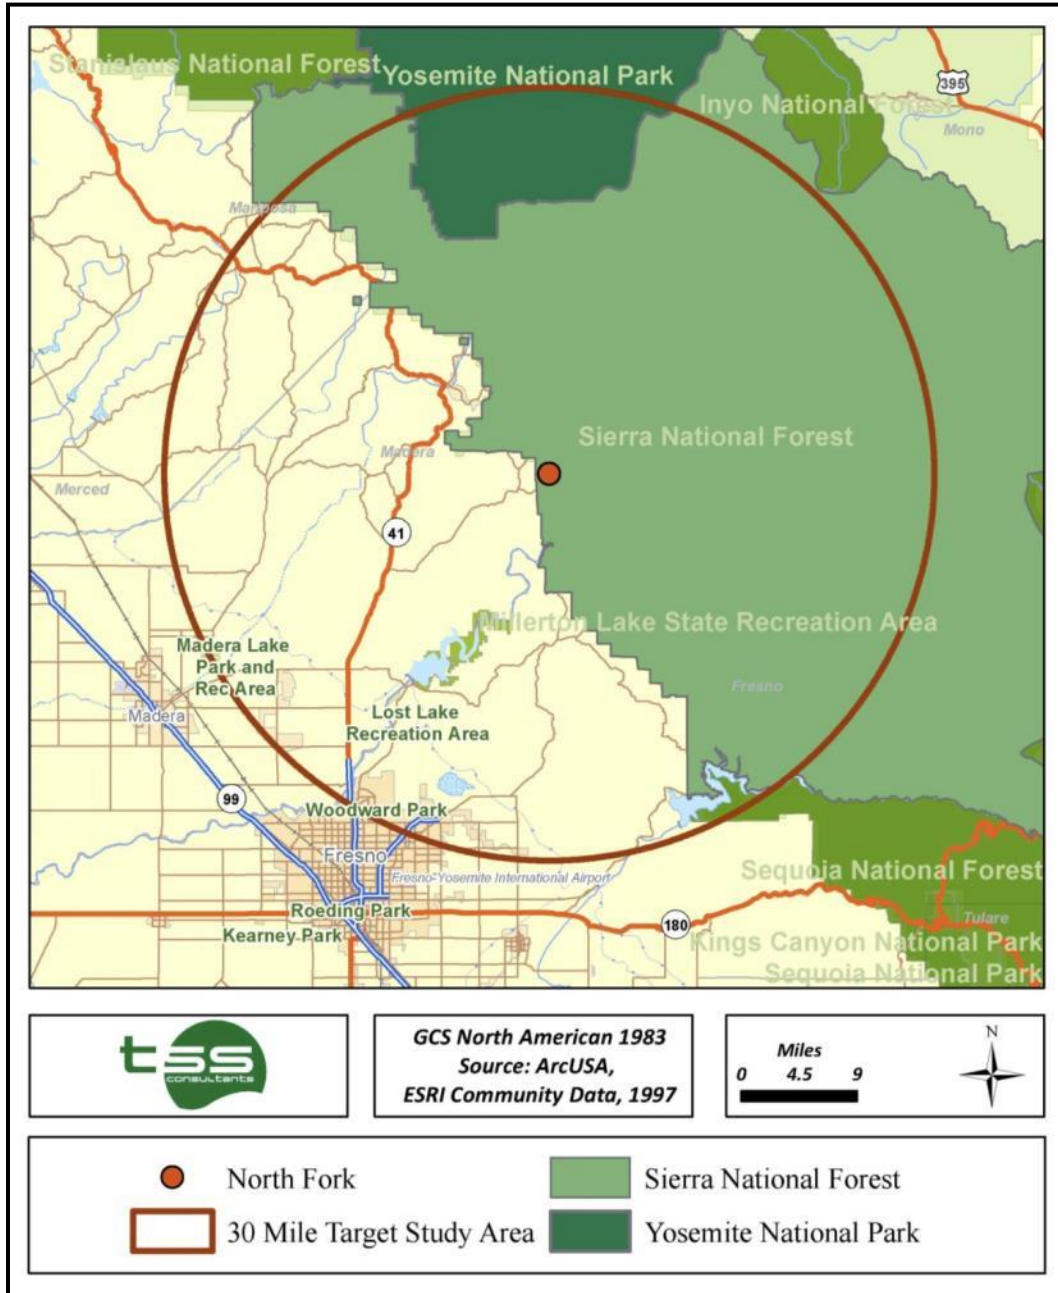 Stanislaus National Forest
Yosemite National Park
395
Inyo National Forest
Mono
Mariposa
Sierra National Forest
Madera
Merced
41
Millerton Lake State Recreation Area
Madera Lake
Park and
Rec Area
Fresno
Madera
Lost Lake
Recreation Area
99
Woodward Park
Fresno
Sequoia National Forest
Fresno-Yosemite International Airport
Roeding Park
Tulare
180
Kearney Park
Kings Canyon National Park
Sequoia National Park
tss
CONSULTANTS
GCS North American 1983
Source: ArcUSA,
ESRI Community Data, 1997
Miles
0 4.5 9
N
North Fork
Sierra National Forest
30 Mile Target Study Area
Yosemite National Park